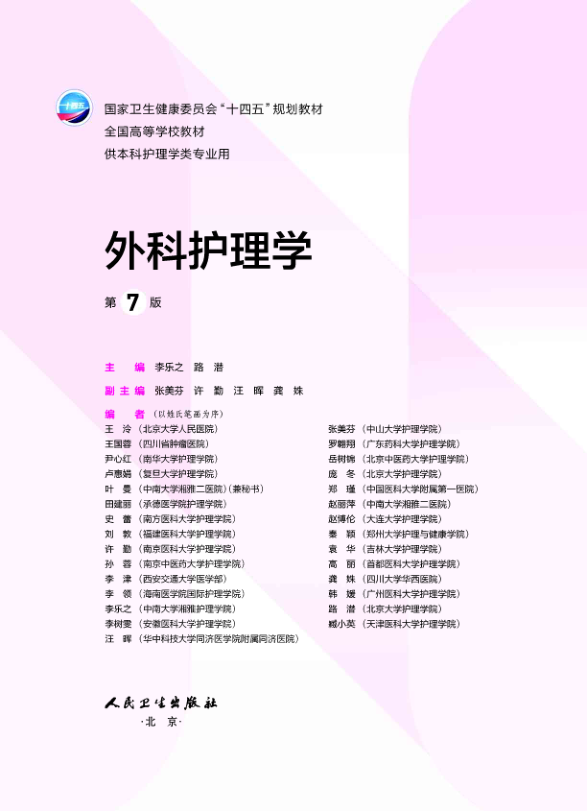 十四五
国家卫生健康委员会“十四五”规划教材
全国高等学校教材
供本科护理学类专业用
外科护理学
第 7 版
主 编 李乐之 路 潜
副主编 张美芬 许 勤 汪 晖 龚 姝
编 者 （以姓氏笔画为序）
王 泠（北京大学人民医院）
王国蓉（四川省肿瘤医院）
尹心红（南华大学护理学院）
卢惠娟（复旦大学护理学院）
叶 曼（中南大学湘雅二医院）（兼秘书）
田建丽（承德医学院护理学院）
史 蕾（南方医科大学护理学院）
刘 敦（福建医科大学护理学院）
许 勤（南京医科大学护理学院）
孙 蓉（南京中医药大学护理学院）
李 津（西安交通大学医学部）
李 领（海南医学院国际护理学院）
李乐之（中南大学湘雅护理学院）
李树雯（安徽医科大学护理学院）
汪 晖（华中科技大学同济医学院附属同济医院）
张美芬（中山大学护理学院）
罗翱翔（广东药科大学护理学院）
岳树锦（北京中医药大学护理学院）
庞 冬（北京大学护理学院）
郑 瑾（中国医科大学附属第一医院）
赵丽萍（中南大学湘雅二医院）
赵博伦（大连大学护理学院）
秦 颖（郑州大学护理与健康学院）
袁 华（吉林大学护理学院）
高 丽（首都医科大学护理学院）
龚 姝（四川大学华西医院）
韩 媛（广州医科大学护理学院）
路 潜（北京大学护理学院）
臧小英（天津医科大学护理学院）
人民卫生出版社
·北 京·